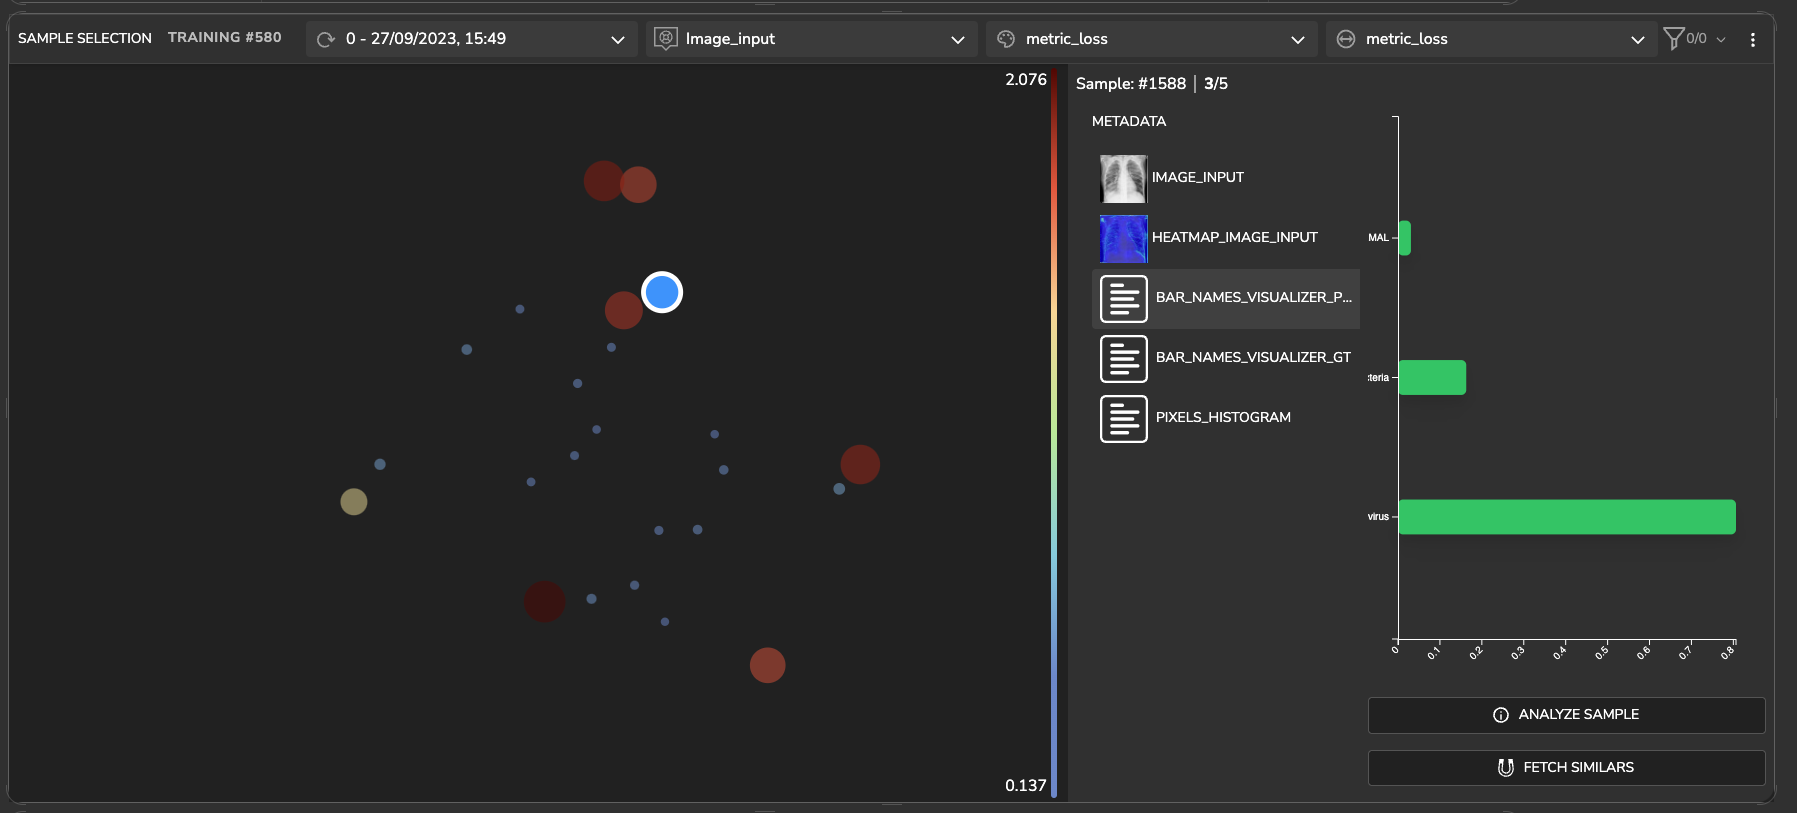 SAMPLE SELECTION TRAINING #580 0 - 27/09/2023, 15:49 Image_input metric_loss metric_loss 0/0
2.076
0.137
Sample: #1588 | 3/5
METADATA
IMAGE_INPUT
HEATMAP_IMAGE_INPUT
BAR_NAMES_VISUALIZER_P...
BAR_NAMES_VISUALIZER_GT
PIXELS_HISTOGRAM
MAL
cteria
virus
0 0.1 0.2 0.3 0.4 0.5 0.6 0.7 0.8
ANALYZE SAMPLE
FETCH SIMILARS